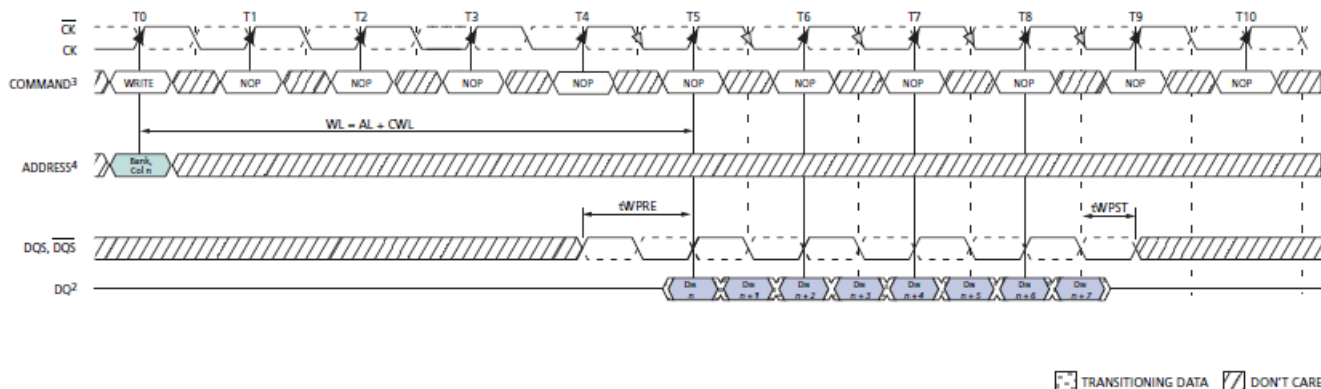 T0 T1 T2 T3 T4 T5 T6 T7 T8 T9 T10
CK
CK
COMMAND3 WRITE NOP NOP NOP NOP NOP NOP NOP NOP NOP NOP
WL = AL + CWL
ADDRESS4 Bank,
Col n
tWPRE tWPST
DQS, DQS
DQ2 Din Din Din Din Din Din Din Din
n n+1 n+2 n+3 n+4 n+5 n+6 n+7
TRANSITIONING DATA DON'T CARE